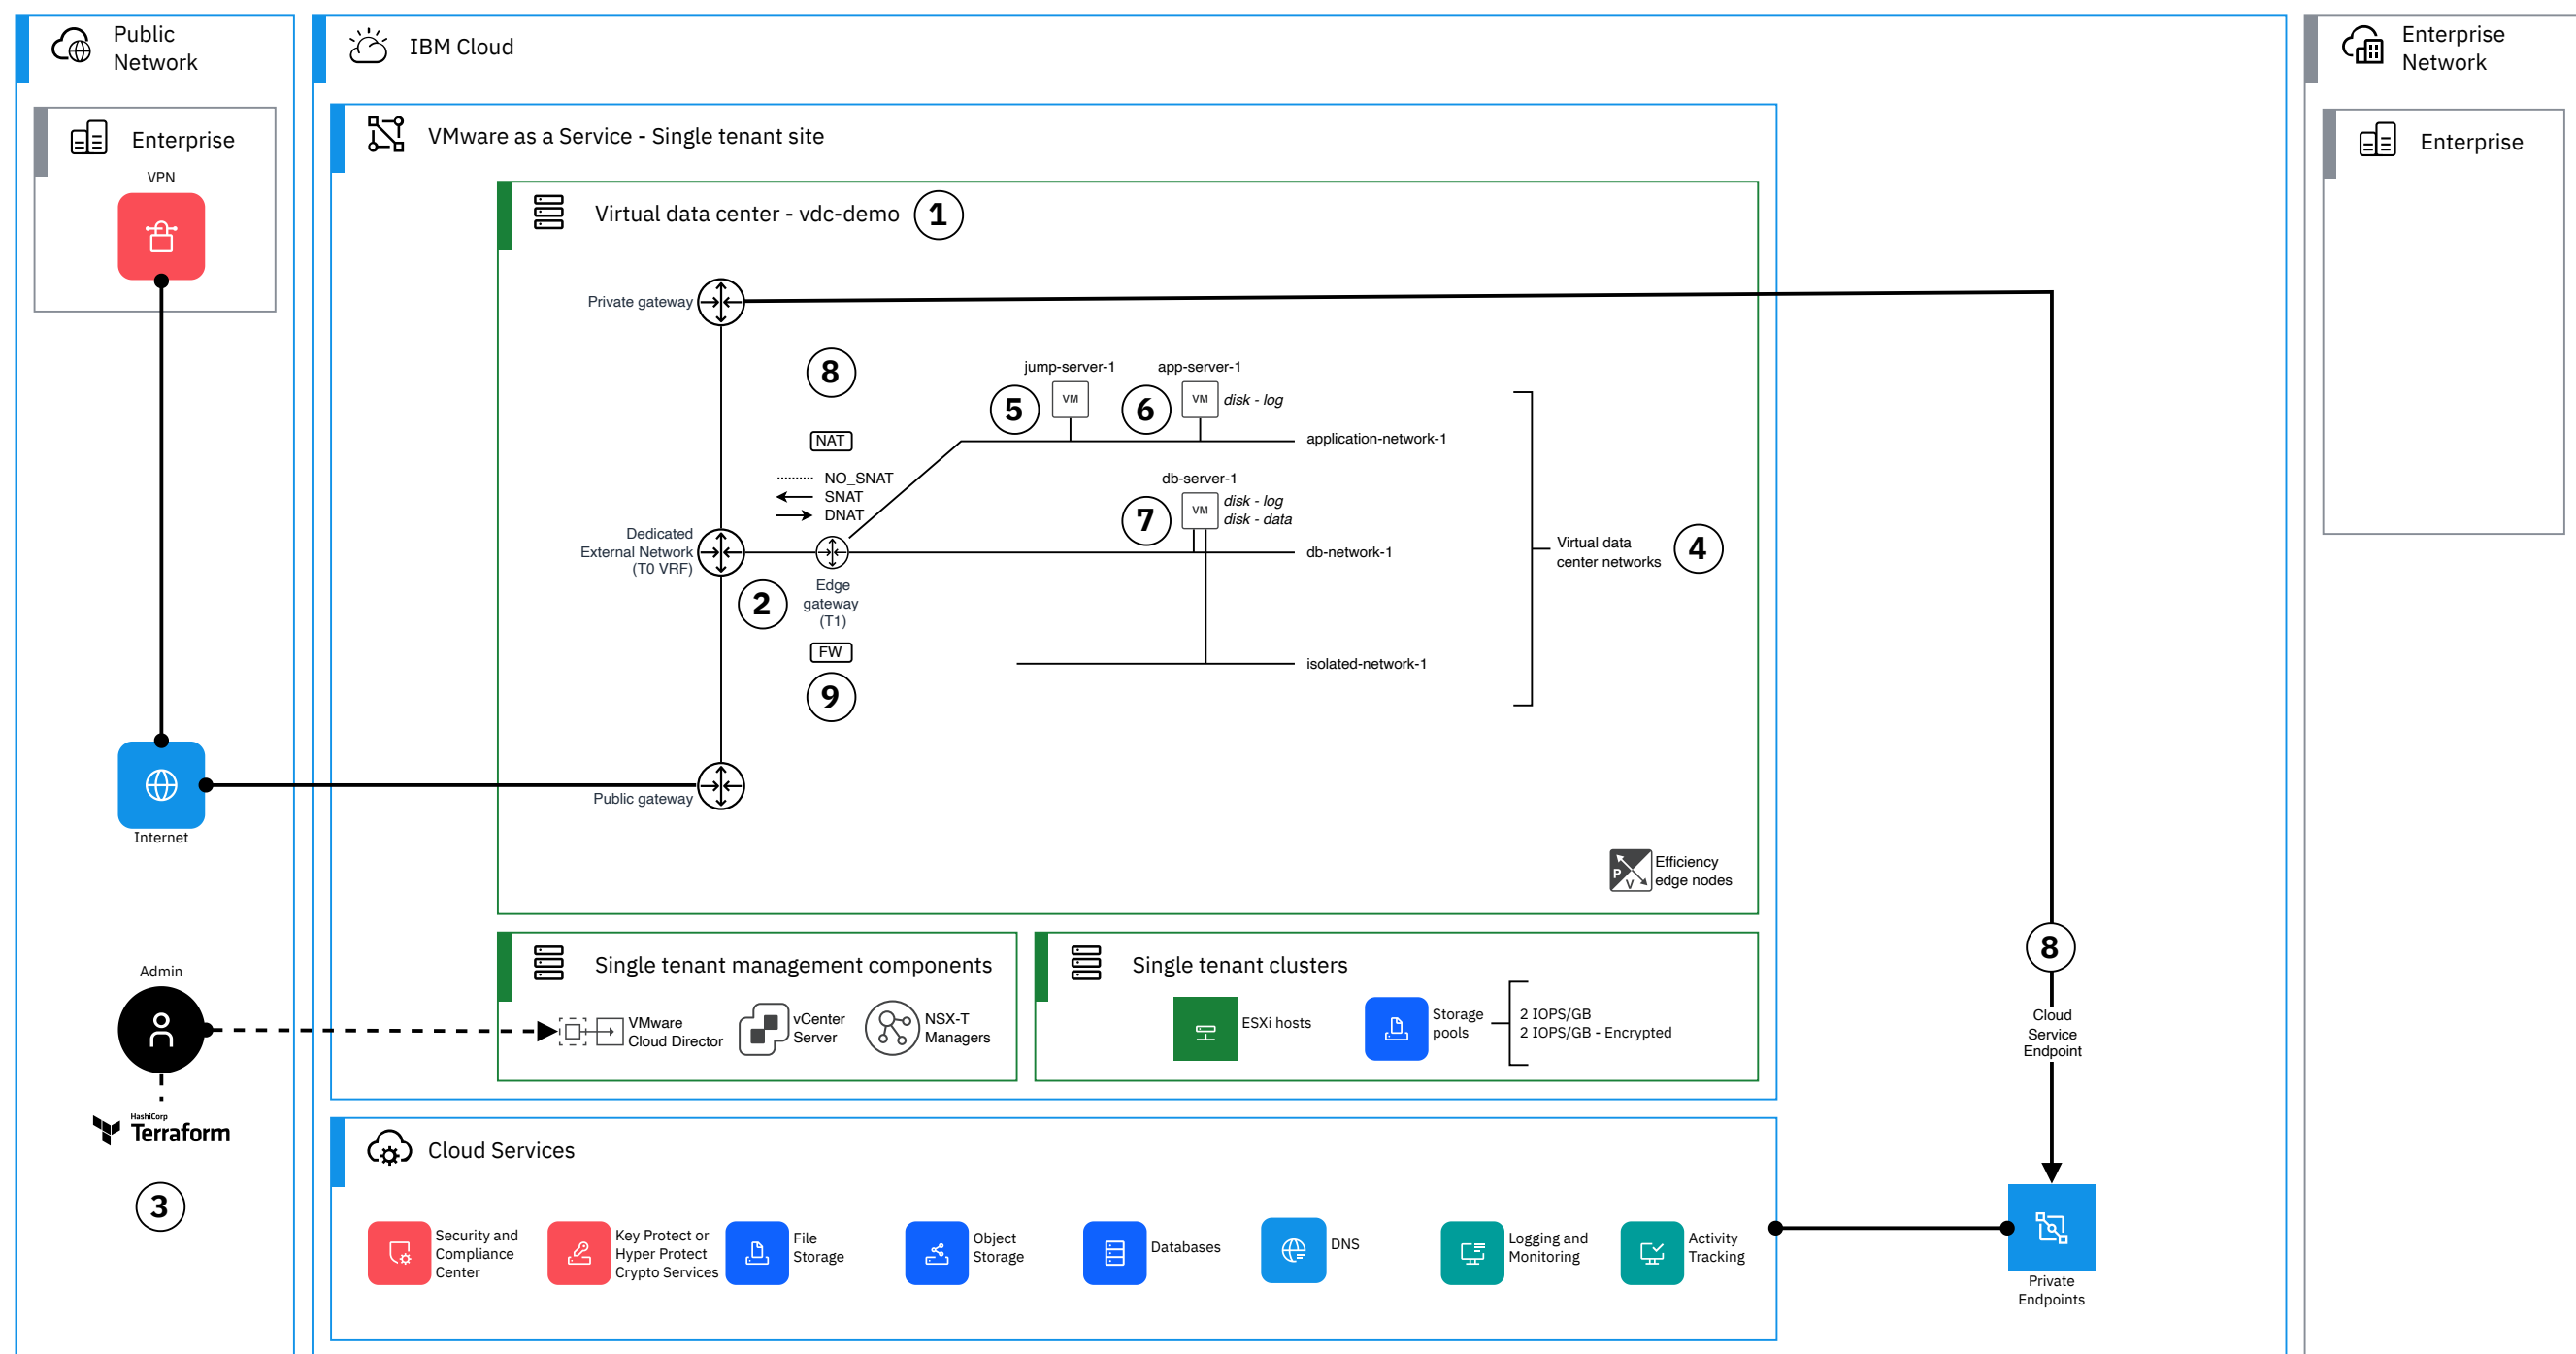 Public
Network
Enterprise
VPN
Internet
Admin
HashiCorp
Terraform
3
IBM Cloud
VMware as a Service - Single tenant site
Virtual data center - vdc-demo
1
Private gateway
8
NAT
NO_SNAT
SNAT
DNAT
Dedicated
External Network
(T0 VRF)
2
Edge
gateway
(T1)
FW
9
Public gateway
jump-server-1
5
VM
app-server-1
6
VM
disk - log
application-network-1
db-server-1
7
VM
disk - log
disk - data
db-network-1
isolated-network-1
Virtual data
center networks
4
P
V
Efficiency
edge nodes
Single tenant management components
VMware
Cloud Director
vCenter
Server
NSX-T
Managers
Single tenant clusters
ESXi hosts
Storage
pools
2 IOPS/GB
2 IOPS/GB - Encrypted
Cloud Services
Security and
Compliance
Center
Key Protect or
Hyper Protect
Crypto Services
File
Storage
Object
Storage
Databases
DNS
Logging and
Monitoring
Activity
Tracking
8
Cloud
Service
Endpoint
Private
Endpoints
Enterprise
Network
Enterprise